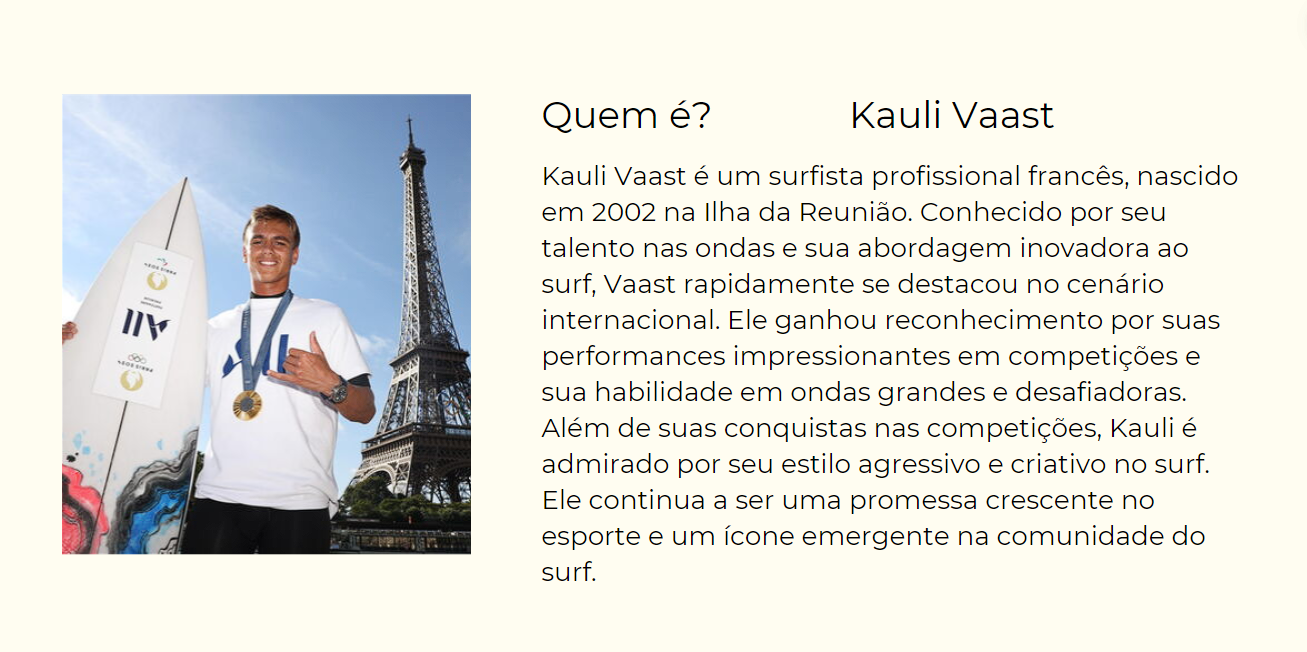 Quem é? Kauli Vaast
Kauli Vaast é um surfista profissional francês, nascido
em 2002 na Ilha da Reunião. Conhecido por seu
talento nas ondas e sua abordagem inovadora ao
surf, Vaast rapidamente se destacou no cenário
internacional. Ele ganhou reconhecimento por suas
performances impressionantes em competições e
sua habilidade em ondas grandes e desafiadoras.
Além de suas conquistas nas competições, Kauli é
admirado por seu estilo agressivo e criativo no surf.
Ele continua a ser uma promessa crescente no
esporte e um ícone emergente na comunidade do
surf.